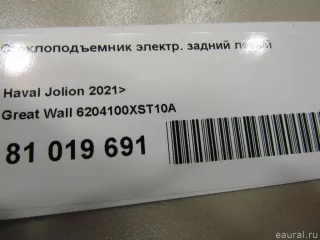 Стеклоподъемник электр. задний левый
Haval Jolion 2021>
Great Wall 6204100XST10A
81 019 691
eaural.ru